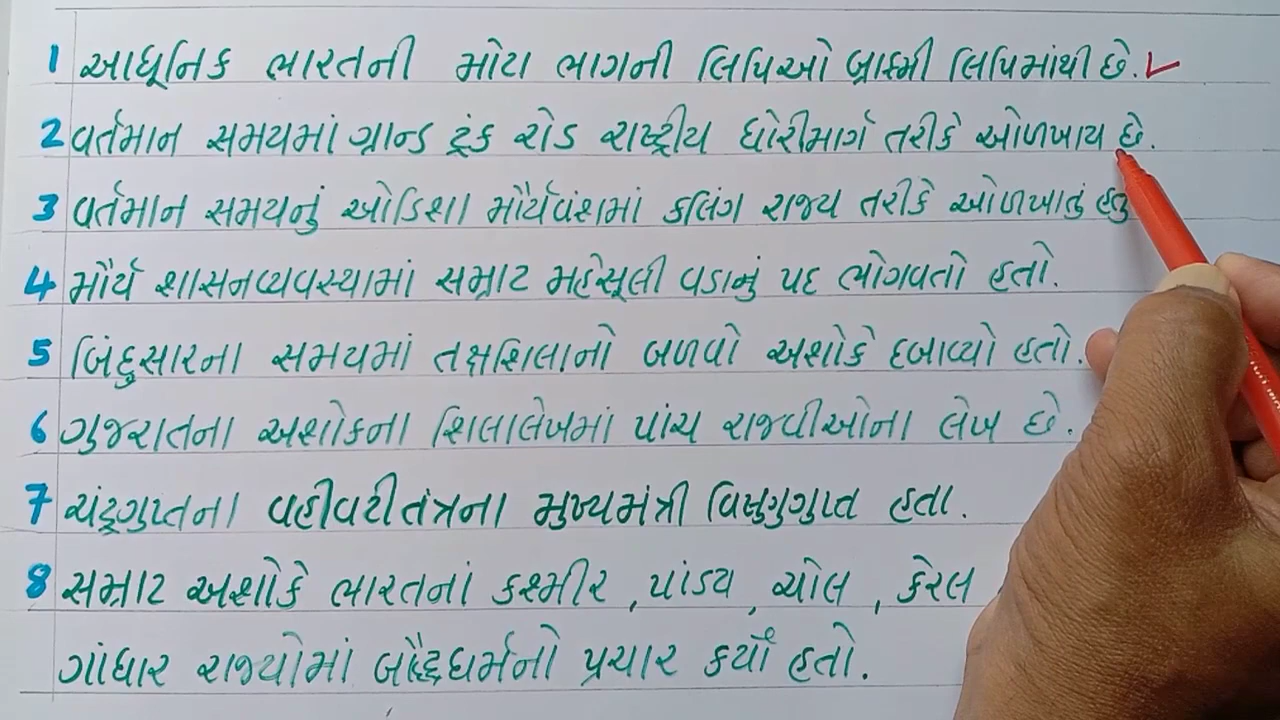 1 આધુનિક ભારતની મોટા ભાગની લિપિઓ બ્રાહ્મી લિપિમાંથી છે.
2 વર્તમાન સમયમાં ગ્રાન્ડ ટ્રંક રોડ રાષ્ટ્રીય ધોરીમાર્ગ તરીકે ઓળખાય છે.
3 વર્તમાન સમયનું ઓડિશા મૌર્યવંશમાં કલિંગ રાજ્ય તરીકે ઓળખાતું હતુ
4 મૌર્ય શાસનવ્યવસ્થામાં સમ્રાટ મહેસૂલી વડાનું પદ ભોગવતો હતો.
5 બિંદુસારના સમયમાં તક્ષશિલાનો બળવો અશોકે દબાવ્યો હતો.
6 ગુજરાતના અશોકના શિલાલેખમાં પાંચ રાજવીઓના લેખ છે.
7 ચંદ્રગુપ્તના વહીવટીતંત્રના મુખ્યમંત્રી વિષ્ણુગુપ્ત હતા.
8 સમ્રાટ અશોકે ભારતનાં કશ્મીર, પાંડ્ય, ચોલ, કેરલ
ગાંધાર રાજ્યોમાં બૌદ્ધધર્મનો પ્રચાર કર્યો હતો.